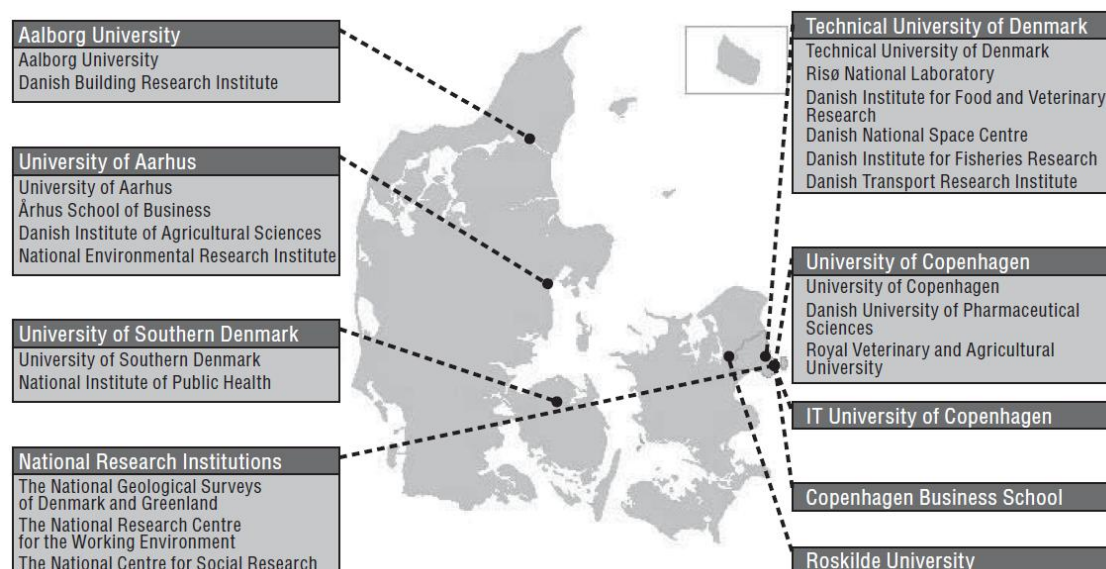 Aalborg University
Aalborg University
Danish Building Research Institute
University of Aarhus
University of Aarhus
Århus School of Business
Danish Institute of Agricultural Sciences
National Environmental Research Institute
University of Southern Denmark
University of Southern Denmark
National Institute of Public Health
National Research Institutions
The National Geological Surveys
of Denmark and Greenland
The National Research Centre
for the Working Environment
The National Centre for Social Research
Technical University of Denmark
Technical University of Denmark
Risø National Laboratory
Danish Institute for Food and Veterinary
Research
Danish National Space Centre
Danish Institute for Fisheries Research
Danish Transport Research Institute
University of Copenhagen
University of Copenhagen
Danish University of Pharmaceutical
Sciences
Royal Veterinary and Agricultural
University
IT University of Copenhagen
Copenhagen Business School
Roskilde University